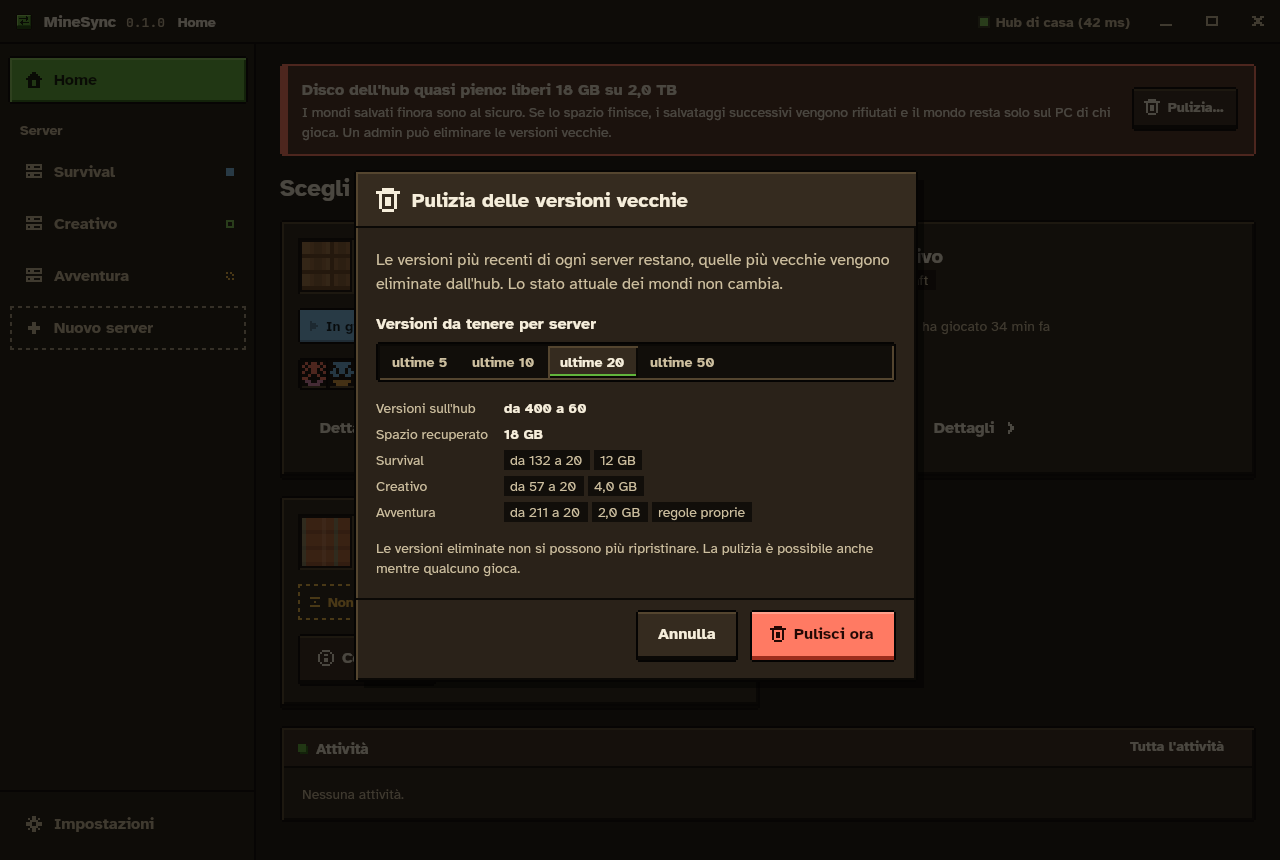 MineSync 0.1.0 Home
Hub di casa (42 ms)
Home
Server
Survival
Creativo
Avventura
Nuovo server
Impostazioni
Disco dell'hub quasi pieno: liberi 18 GB su 2,0 TB
I mondi salvati finora sono al sicuro. Se lo spazio finisce, i salvataggi successivi vengono rifiutati e il mondo resta solo sul PC di chi
gioca. Un admin può eliminare le versioni vecchie.
Pulizia...
Scegli
ha giocato 34 min fa
Dettagli
Pulizia delle versioni vecchie
Le versioni più recenti di ogni server restano, quelle più vecchie vengono
eliminate dall'hub. Lo stato attuale dei mondi non cambia.
Versioni da tenere per server
ultime 5 ultime 10 ultime 20 ultime 50
Versioni sull'hub da 400 a 60
Spazio recuperato 18 GB
Survival da 132 a 20 12 GB
Creativo da 57 a 20 4,0 GB
Avventura da 211 a 20 2,0 GB regole proprie
Le versioni eliminate non si possono più ripristinare. La pulizia è possibile anche
mentre qualcuno gioca.
Annulla
Pulisci ora
Attività
Tutta l'attività
Nessuna attività.